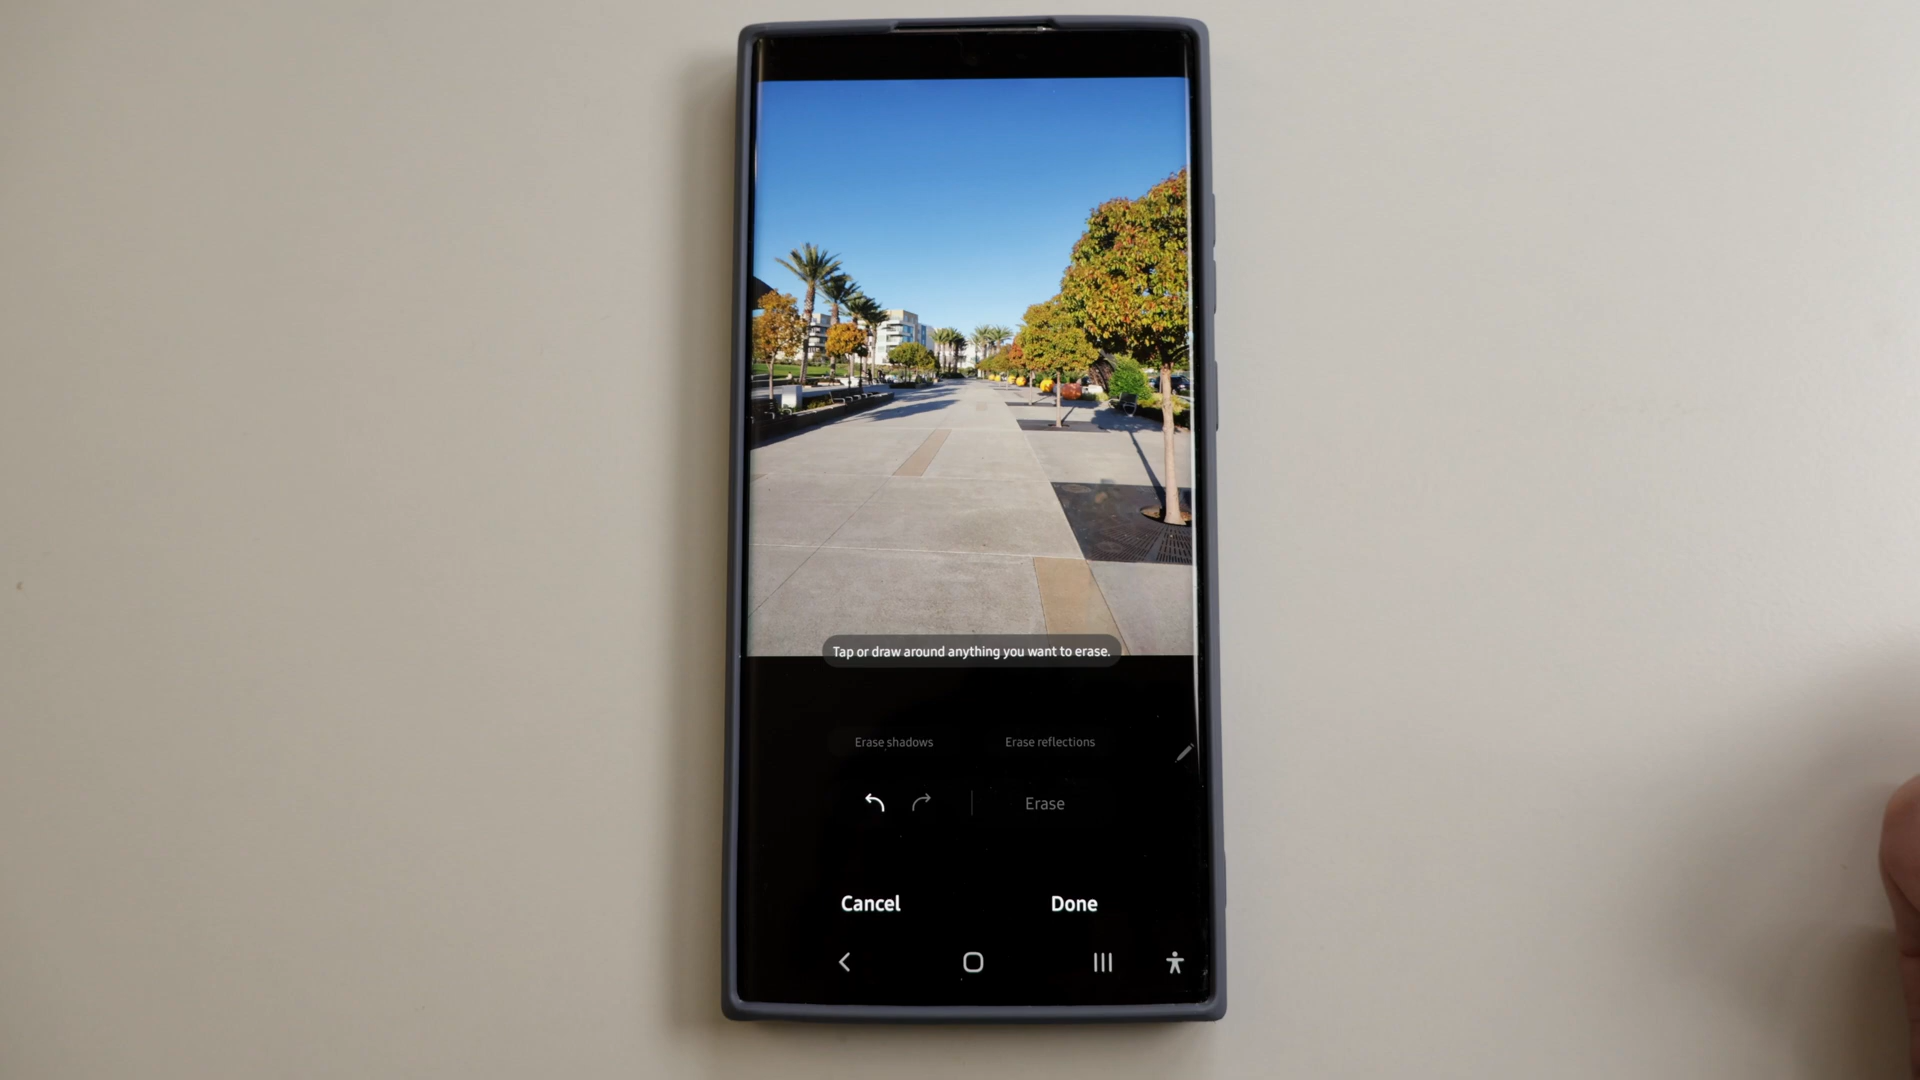 Tap or draw around anything you want to erase.
Erase shadows
Erase reflections
Erase
Cancel
Done